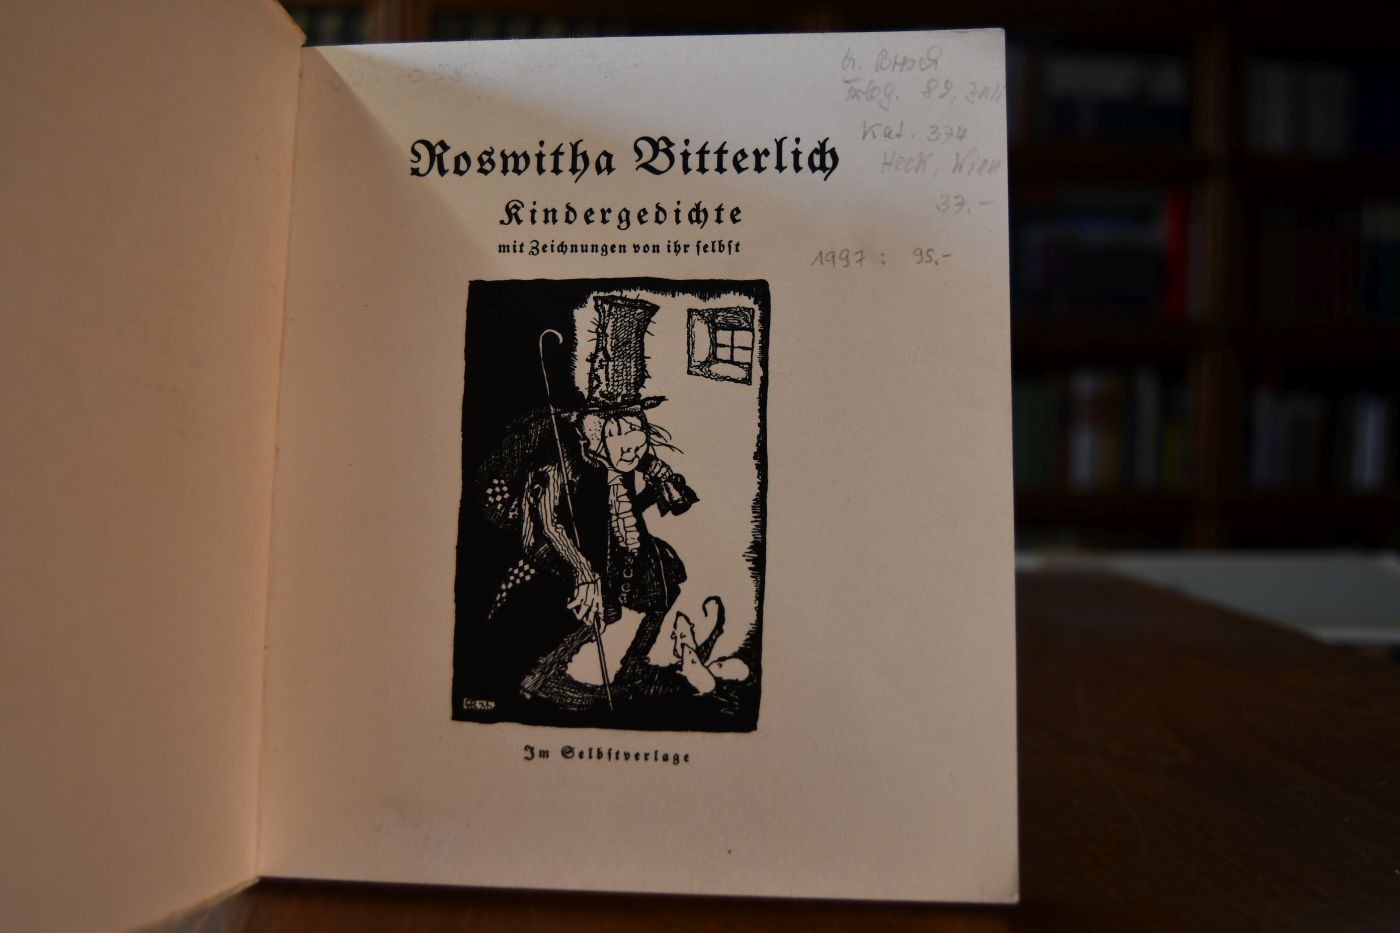 Kat. 374
Heck, Wien
37,-
1997: 95.-
Roswitha Bitterlich
Kindergedichte
mit Zeichnungen von ihr selbſt
Im Selbſtverlage